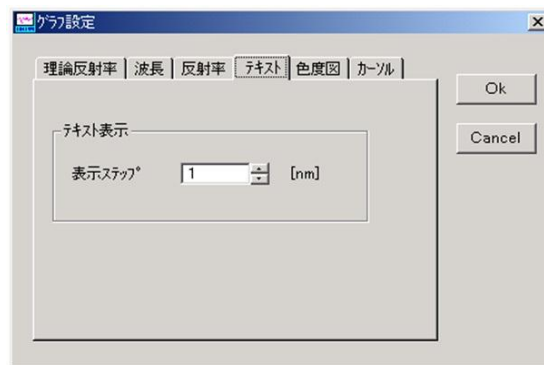 グラフ設定
理論反射率 波長 反射率 テキスト 色度図 カーソル
Ok
テキスト表示
Cancel
表示ステップ 1 [nm]